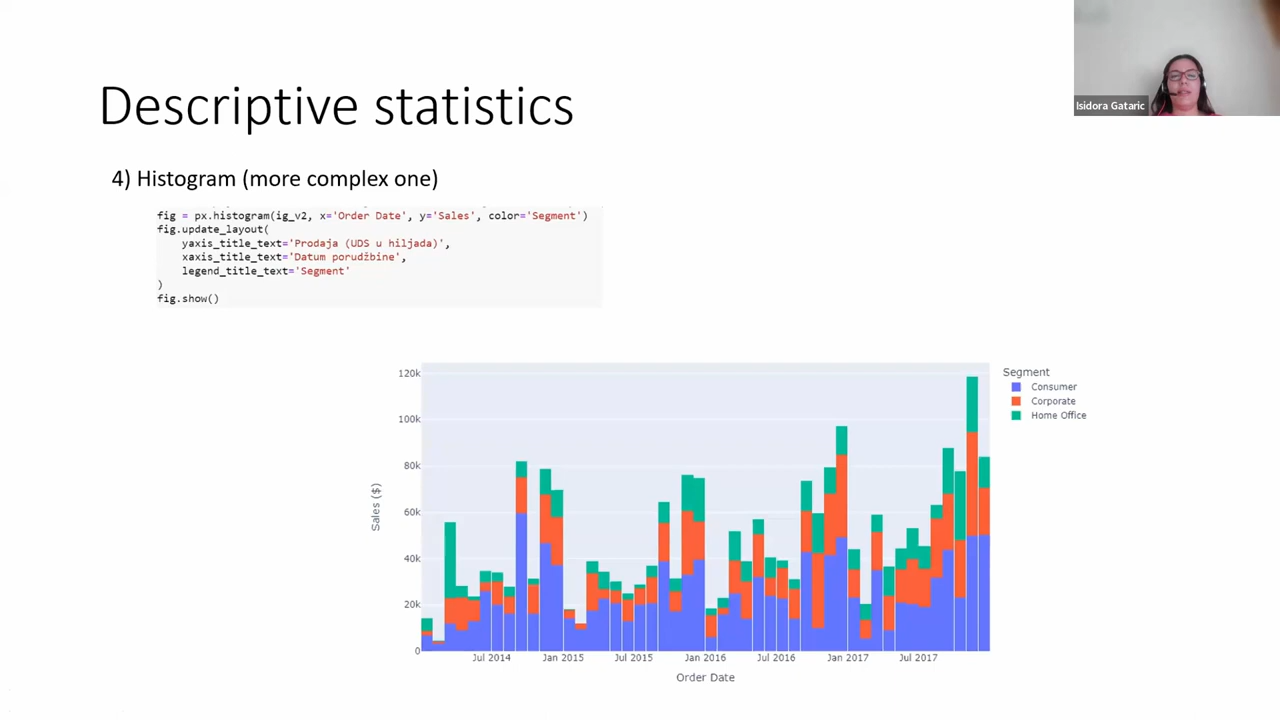 Descriptive statistics
Isidora Gataric
4) Histogram (more complex one)
fig = px.histogram(ig_v2, x='Order Date', y='Sales', color='Segment')
fig.update_layout(
yaxis_title_text='Prodaja (UDS u hiljada)',
xaxis_title_text='Datum porudžbine',
legend_title_text='Segment'
)
fig.show()
Segment
Consumer
Corporate
Home Office
120k
100k
80k
60k
40k
20k
0
Sales ($)
Jul 2014 Jan 2015 Jul 2015 Jan 2016 Jul 2016 Jan 2017 Jul 2017
Order Date